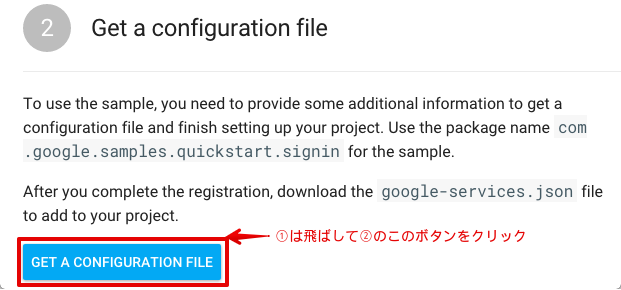 2 Get a configuration file
To use the sample, you need to provide some additional information to get a
configuration file and finish setting up your project. Use the package name com
.google.samples.quickstart.signin for the sample.
After you complete the registration, download the google-services.json file
to add to your project.
①は飛ばして②のこのボタンをクリック
GET A CONFIGURATION FILE